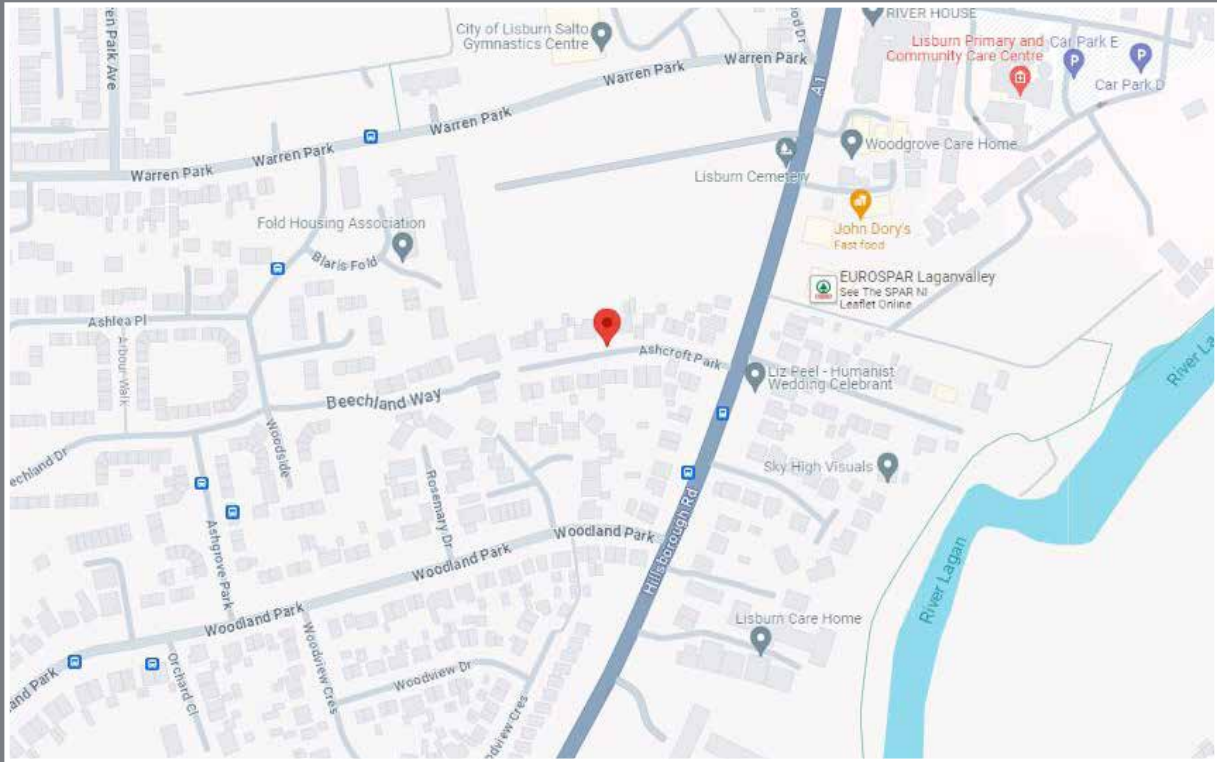 RIVER HOUSE
City of Lisburn Salto
Gymnastics Centre
Lisburn Primary and
Community Care Centre
Car Park E
Car Park D
Warren Park
Warren Park
Warren Park
Warren Park
Warren Park
A1
Woodgrove Care Home
Lisburn Cemetery
John Dory's
Fast food
Fold Housing Association
Blaris Fold
EUROSPAR Laganvalley
See The SPAR NI
Leaflet Online
Ashlea Pl
Arbour Walk
Ashcroft Park
Liz Peel - Humanist
Wedding Celebrant
Beechland Way
Woodside
Rosemary Dr
Sky High Visuals
Ashgrove Park
Woodland Park
Woodland Park
Woodland Park
Hillsborough Rd
River Lagan
Lisburn Care Home
Orchard Cl
Woodview Cres
Woodview Dr